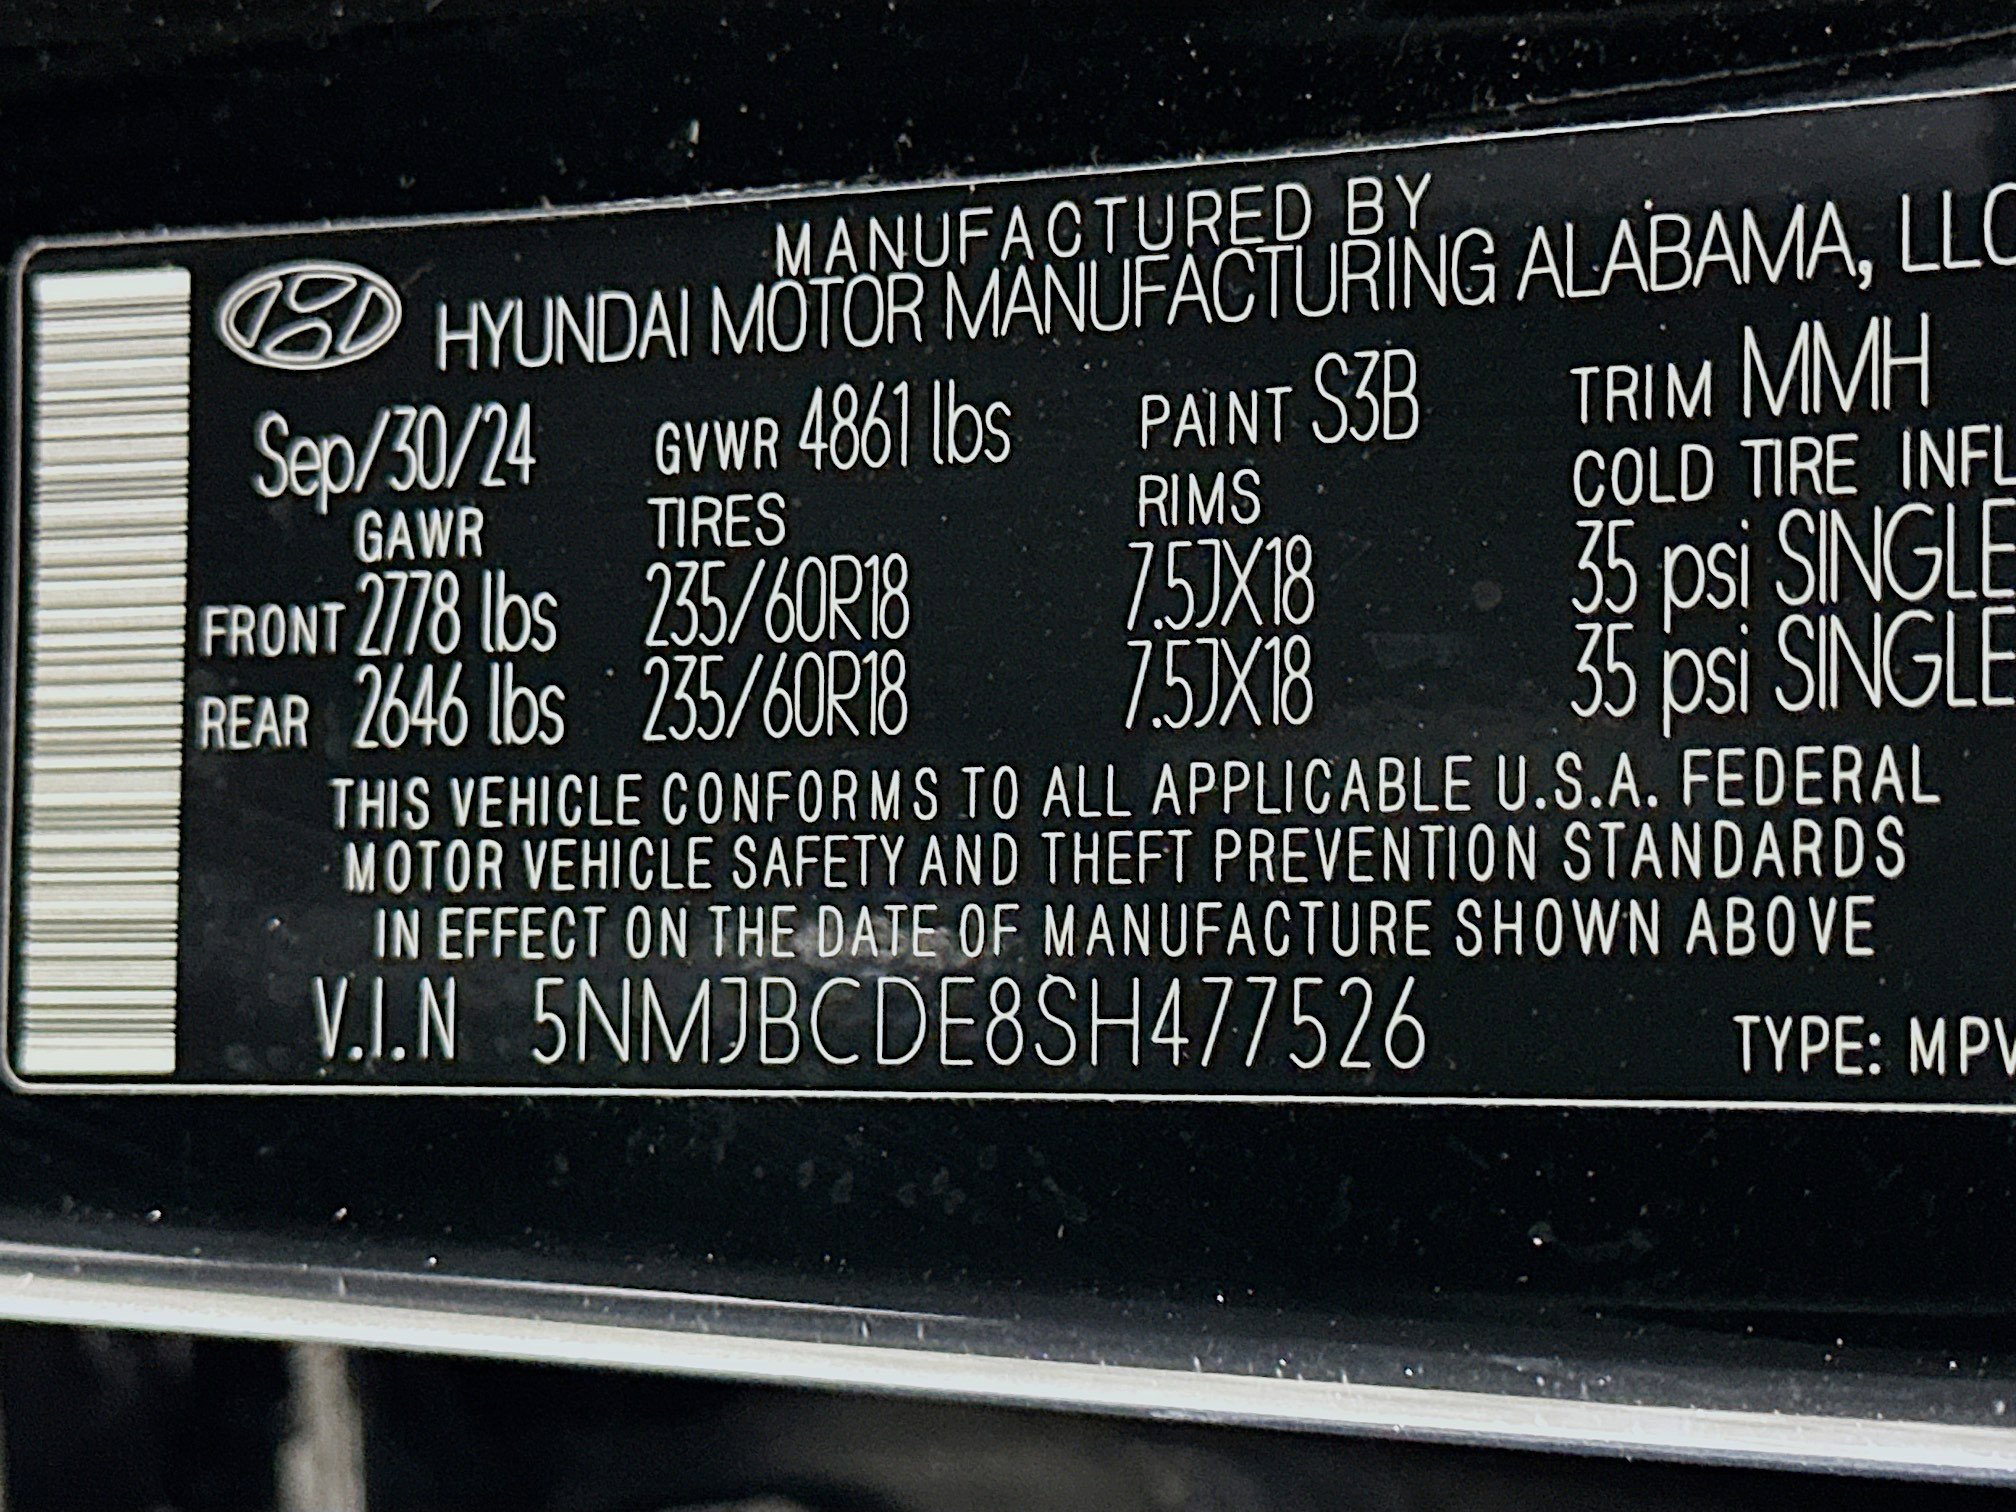 MANUFACTURED BY
HYUNDAI MOTOR MANUFACTURING ALABAMA, LLC
Sep/30/24 GVWR 4861 lbs PAINT S3B TRIM MMH
GAWR TIRES RIMS COLD TIRE INFL
FRONT 2778 lbs 235/60R18 7.5JX18 35 psi SINGLE
REAR 2646 lbs 235/60R18 7.5JX18 35 psi SINGLE
THIS VEHICLE CONFORMS TO ALL APPLICABLE U.S.A. FEDERAL
MOTOR VEHICLE SAFETY AND THEFT PREVENTION STANDARDS
IN EFFECT ON THE DATE OF MANUFACTURE SHOWN ABOVE
V.I.N 5NMJBCDE8SH477526 TYPE: MPV